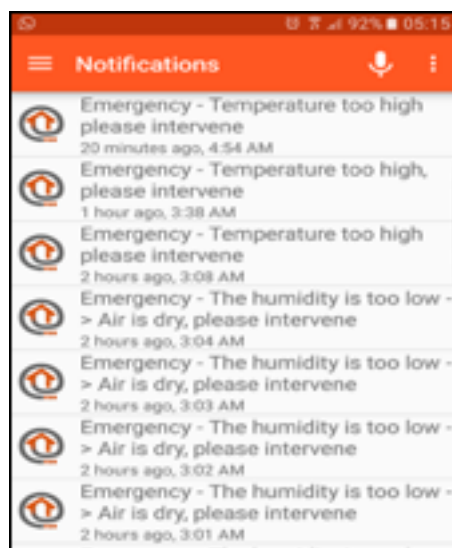 92% 05:15
Notifications
Emergency - Temperature too high
please intervene
20 minutes ago, 4:54 AM
Emergency - Temperature too high,
please intervene
1 hour ago, 3:38 AM
Emergency - Temperature too high
please intervene
2 hours ago, 3:08 AM
Emergency - The humidity is too low -
> Air is dry, please intervene
2 hours ago, 3:04 AM
Emergency - The humidity is too low -
> Air is dry, please intervene
2 hours ago, 3:03 AM
Emergency - The humidity is too low -
> Air is dry, please intervene
2 hours ago, 3:02 AM
Emergency - The humidity is too low -
> Air is dry, please intervene
2 hours ago, 3:01 AM